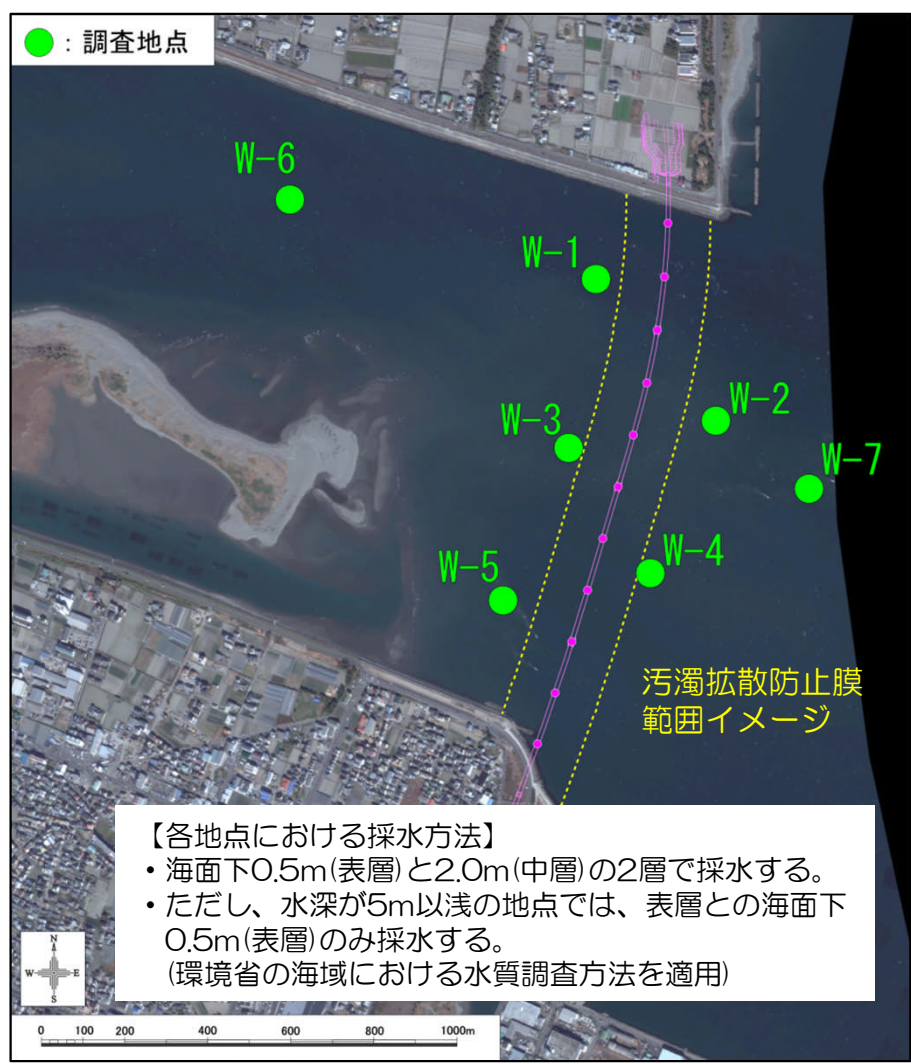 ：調査地点
W-6
W-1
W-2
W-3
W-7
W-4
W-5
汚濁拡散防止膜
範囲イメージ
【各地点における採水方法】
・海面下0.5m(表層)と2.0m(中層)の2層で採水する。
・ただし、水深が5m以浅の地点では、表層との海面下
0.5m(表層)のみ採水する。
(環境省の海域における水質調査方法を適用)
N
W
E
S
0 100 200 400 600 800 1000m